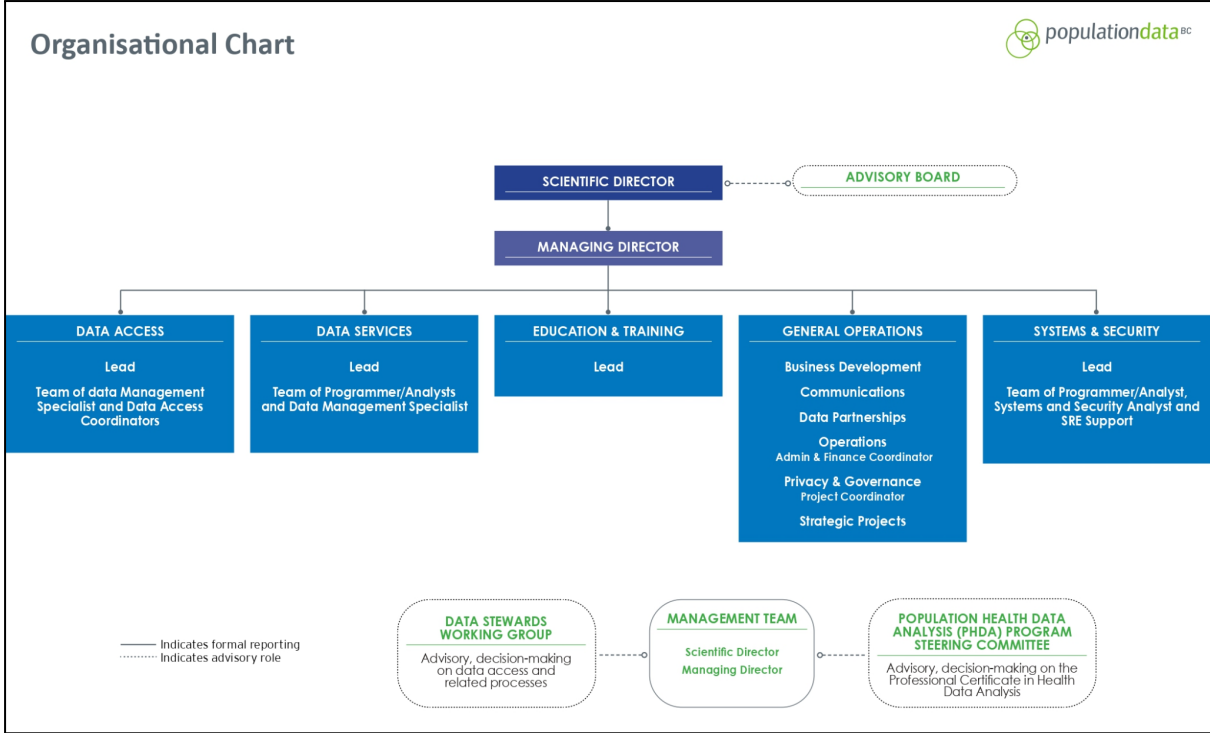 Organisational Chart
populationdata BC
SCIENTIFIC DIRECTOR
ADVISORY BOARD
MANAGING DIRECTOR
DATA ACCESS
Lead
Team of data Management
Specialist and Data Access
Coordinators
DATA SERVICES
Lead
Team of Programmer/Analysts
and Data Management Specialist
EDUCATION & TRAINING
Lead
GENERAL OPERATIONS
Business Development
Communications
Data Partnerships
Operations
Admin & Finance Coordinator
Privacy & Governance
Project Coordinator
Strategic Projects
SYSTEMS & SECURITY
Lead
Team of Programmer/Analyst,
Systems and Security Analyst and
SRE Support
Indicates formal reporting
Indicates advisory role
DATA STEWARDS
WORKING GROUP
Advisory, decision-making
on data access and
related processes
MANAGEMENT TEAM
Scientific Director
Managing Director
POPULATION HEALTH DATA
ANALYSIS (PHDA) PROGRAM
STEERING COMMITTEE
Advisory, decision-making on the
Professional Certificate in Health
Data Analysis